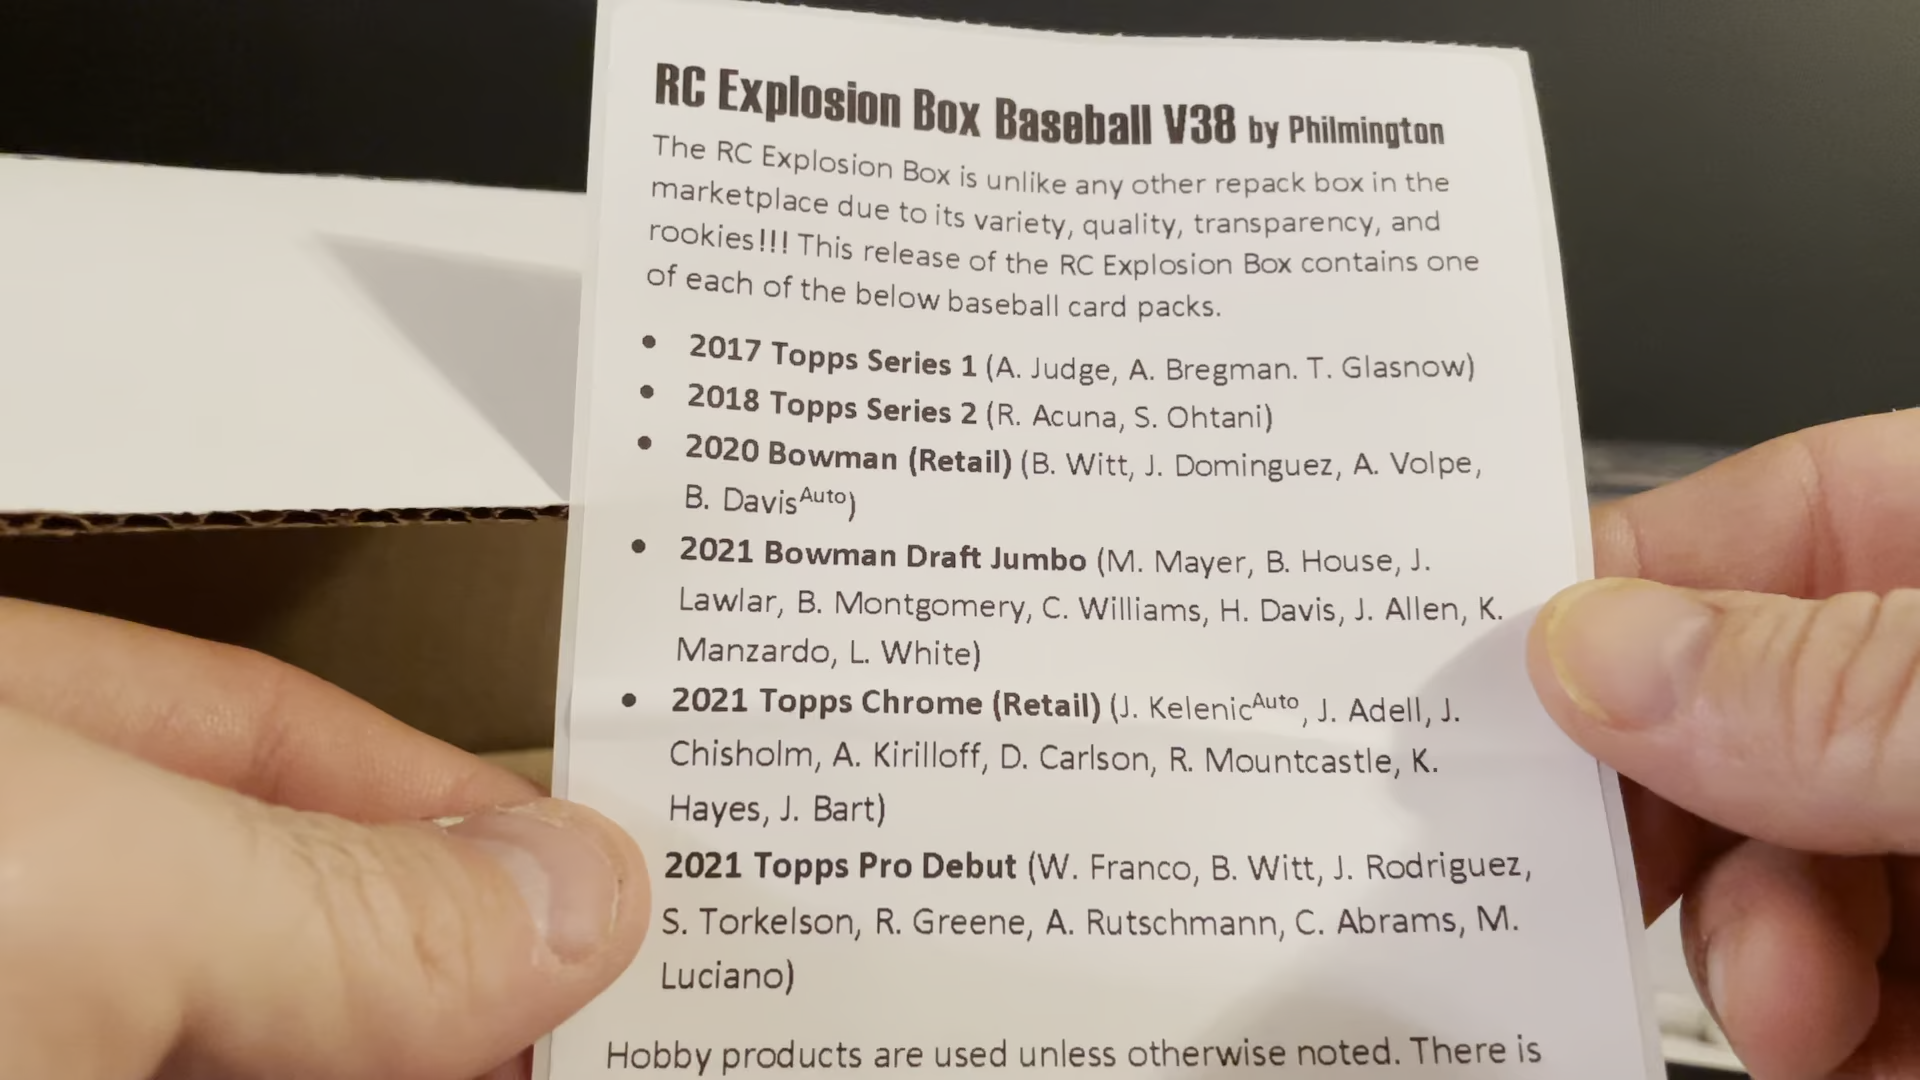 RC Explosion Box Baseball V38 by Philmington
The RC Explosion Box is unlike any other repack box in the
marketplace due to its variety, quality, transparency, and
rookies!!! This release of the RC Explosion Box contains one
of each of the below baseball card packs.
• 2017 Topps Series 1 (A. Judge, A. Bregman. T. Glasnow)
• 2018 Topps Series 2 (R. Acuna, S. Ohtani)
• 2020 Bowman (Retail) (B. Witt, J. Dominguez, A. Volpe,
B. Davis Auto)
• 2021 Bowman Draft Jumbo (M. Mayer, B. House, J.
Lawlar, B. Montgomery, C. Williams, H. Davis, J. Allen, K.
Manzardo, L. White)
• 2021 Topps Chrome (Retail) (J. Kelenic Auto, J. Adell, J.
Chisholm, A. Kirilloff, D. Carlson, R. Mountcastle, K.
Hayes, J. Bart)
2021 Topps Pro Debut (W. Franco, B. Witt, J. Rodriguez,
S. Torkelson, R. Greene, A. Rutschmann, C. Abrams, M.
Luciano)
Hobby products are used unless otherwise noted. There is